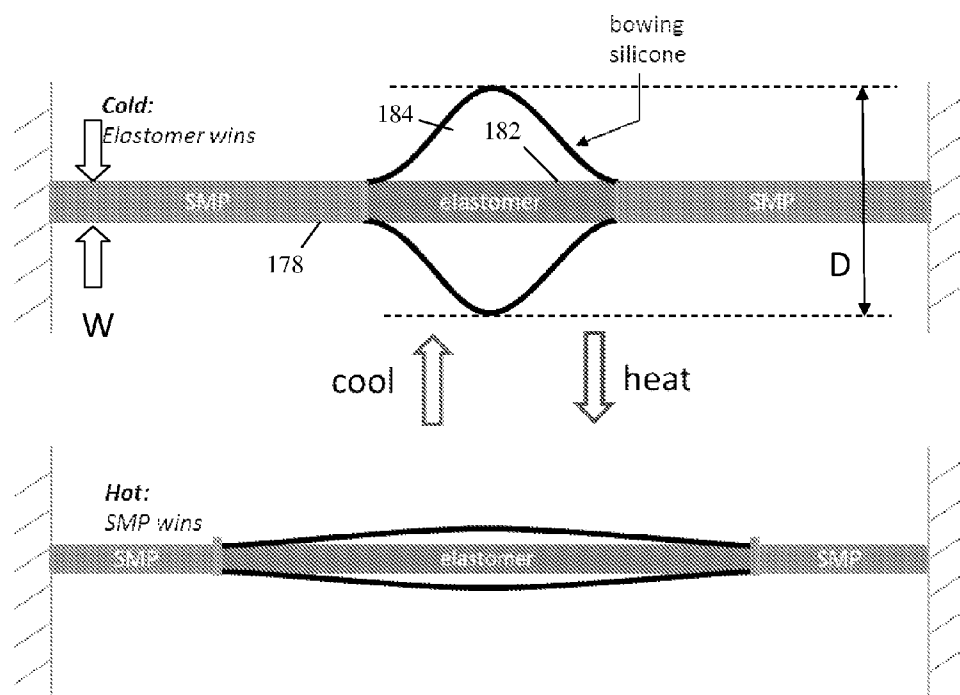 bowing
silicone
Cold:
Elastomer wins
184
182
SMP
elastomer
SMP
178
D
W
cool
heat
Hot:
SMP wins
SMP
elastomer
SMP